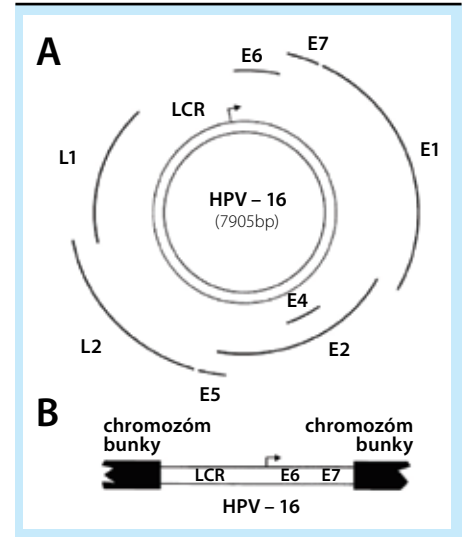 A
E7
E6
LCR
L1
E1
HPV – 16
(7905bp)
E4
L2
E2
E5
B
chromozóm
bunky
chromozóm
bunky
LCR
E6
E7
HPV – 16